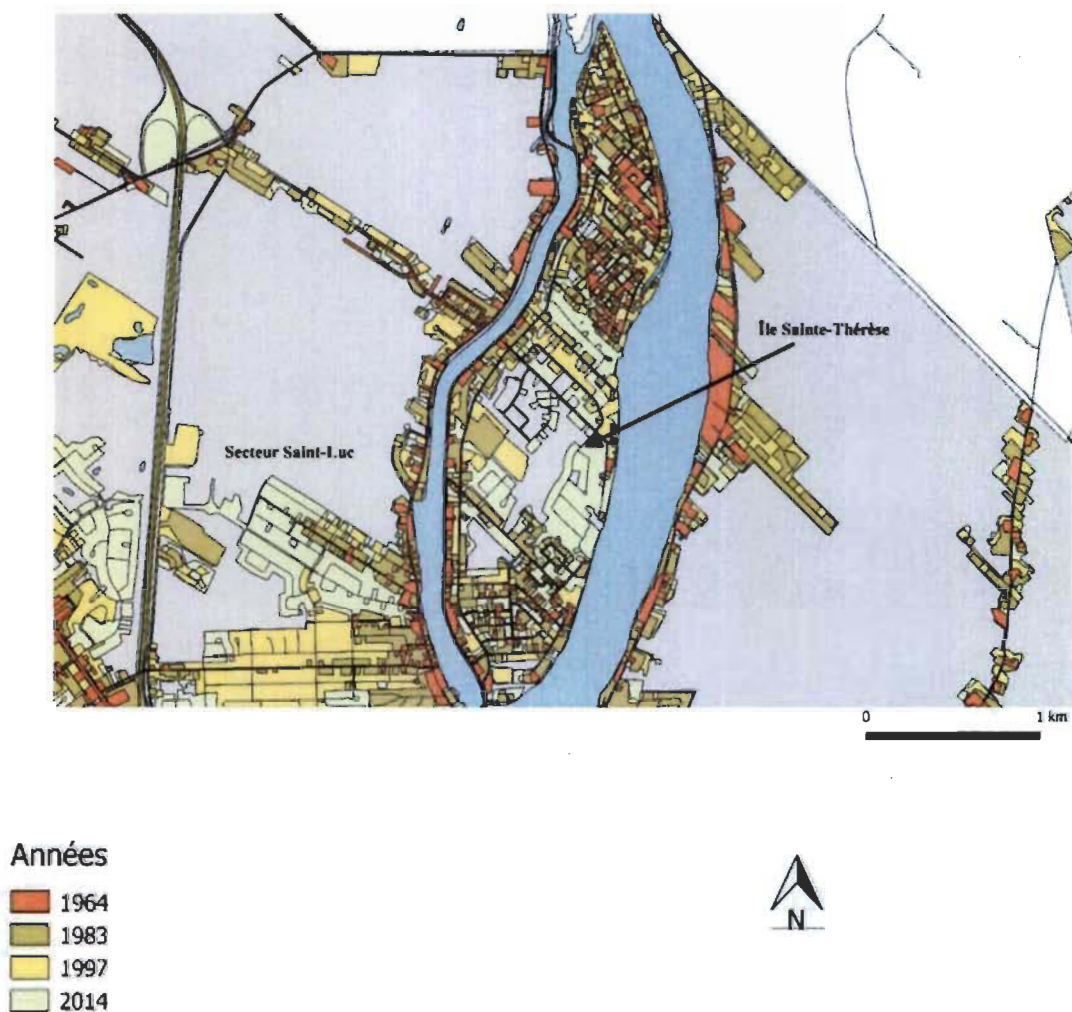 Île Sainte-Thérèse
Secteur Saint-Luc
0 1 km
Années
1964
1983
1997
2014
N